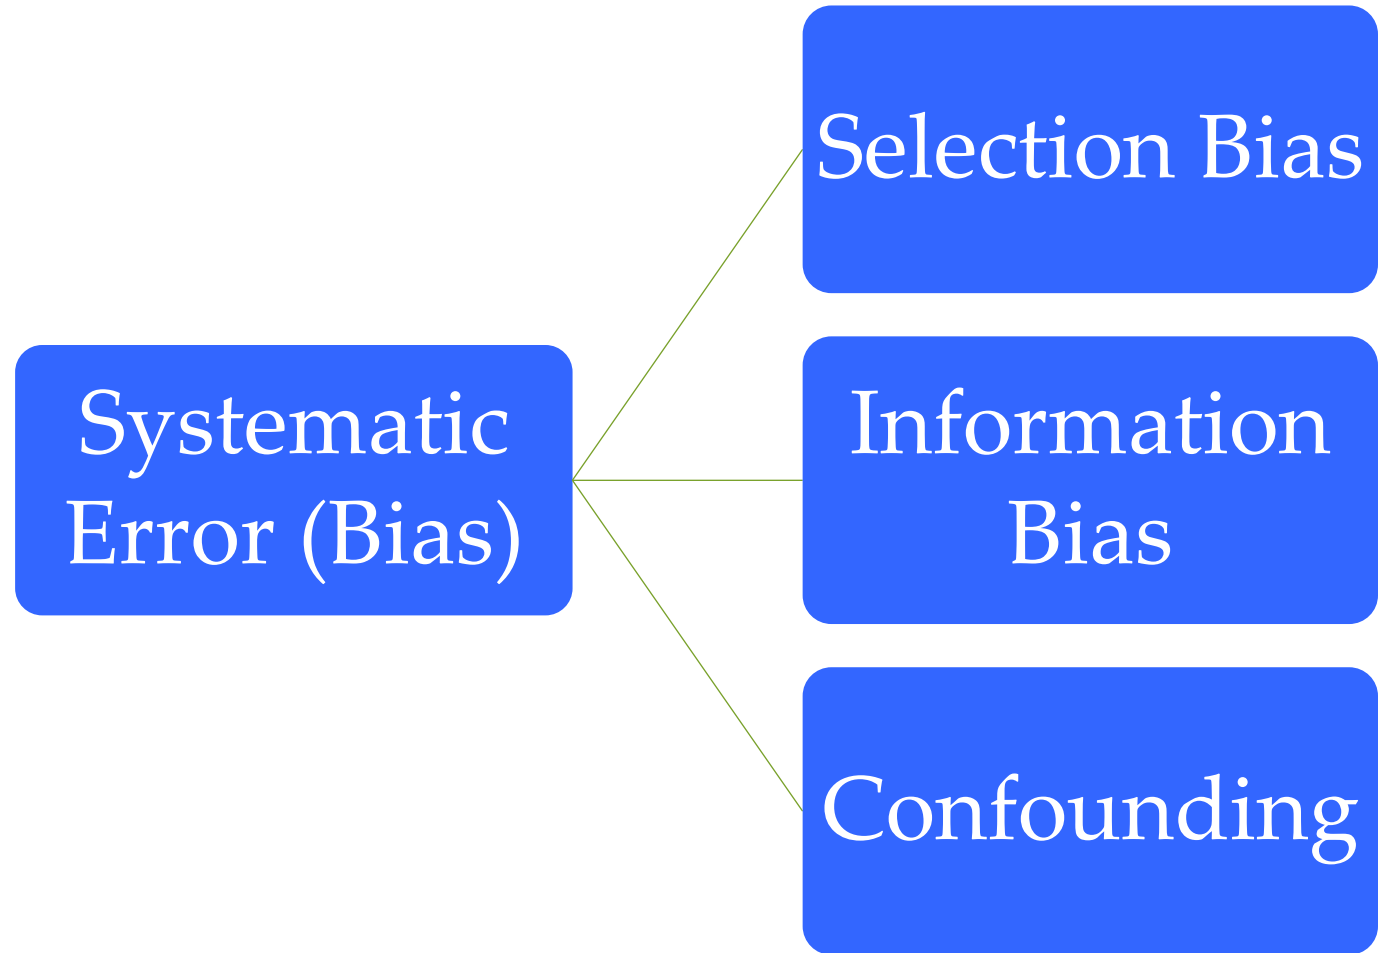 Selection Bias
Systematic
Error (Bias)
Information
Bias
Confounding